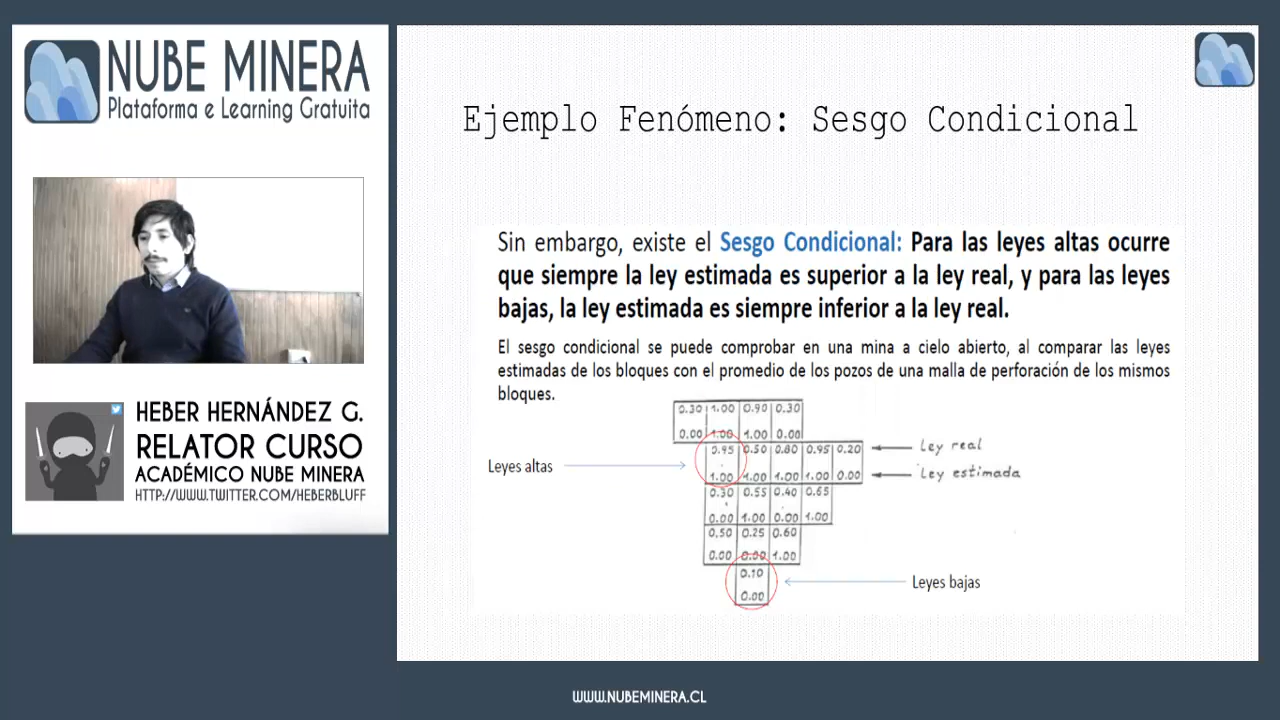 NUBE MINERA
Plataforma e Learning Gratuita
HEBER HERNÁNDEZ G.
RELATOR CURSO
ACADÉMICO NUBE MINERA
HTTP://WWW.TWITTER.COM/HEBERBLUFF
Ejemplo Fenómeno: Sesgo Condicional
Sin embargo, existe el Sesgo Condicional: Para las leyes altas ocurre
que siempre la ley estimada es superior a la ley real, y para las leyes
bajas, la ley estimada es siempre inferior a la ley real.
El sesgo condicional se puede comprobar en una mina a cielo abierto, al comparar las leyes
estimadas de los bloques con el promedio de los pozos de una malla de perforación de los mismos
bloques.
0.30 1.00 0.90 0.30
0.00 1.00 1.00 0.00
0.95 0.50 0.80 0.95 0.20
Ley real
Leyes altas
1.00 1.00 1.00 1.00 0.00
Ley estimada
0.30 0.55 0.40 0.65
0.00 1.00 0.00 1.00
0.50 0.25 0.60
0.00 0.00 1.00
0.10
Leyes bajas
0.00
WWW.NUBEMINERA.CL